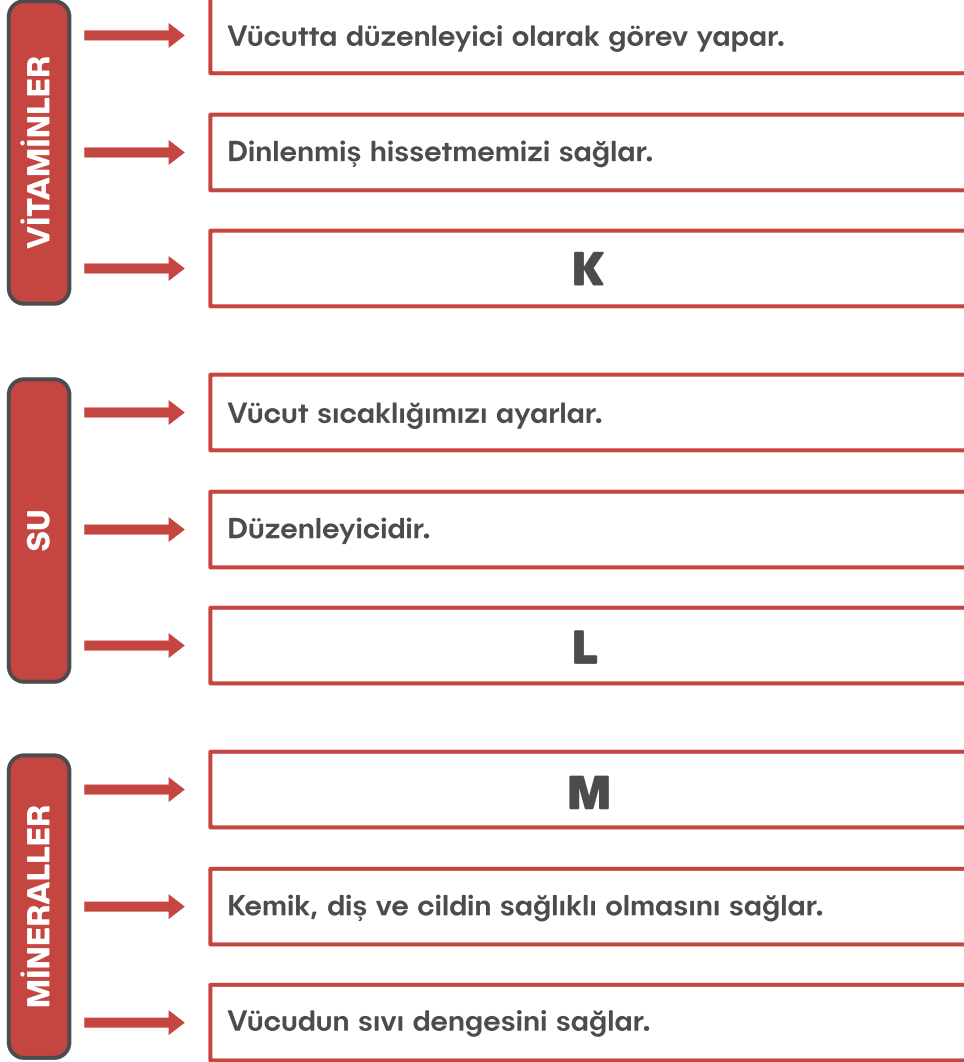 VİTAMİNLER
Vücutta düzenleyici olarak görev yapar.
Dinlenmiş hissetmemizi sağlar.
K
SU
Vücut sıcaklığımızı ayarlar.
Düzenleyicidir.
L
MİNERALLER
M
Kemik, diş ve cildin sağlıklı olmasını sağlar.
Vücudun sıvı dengesini sağlar.